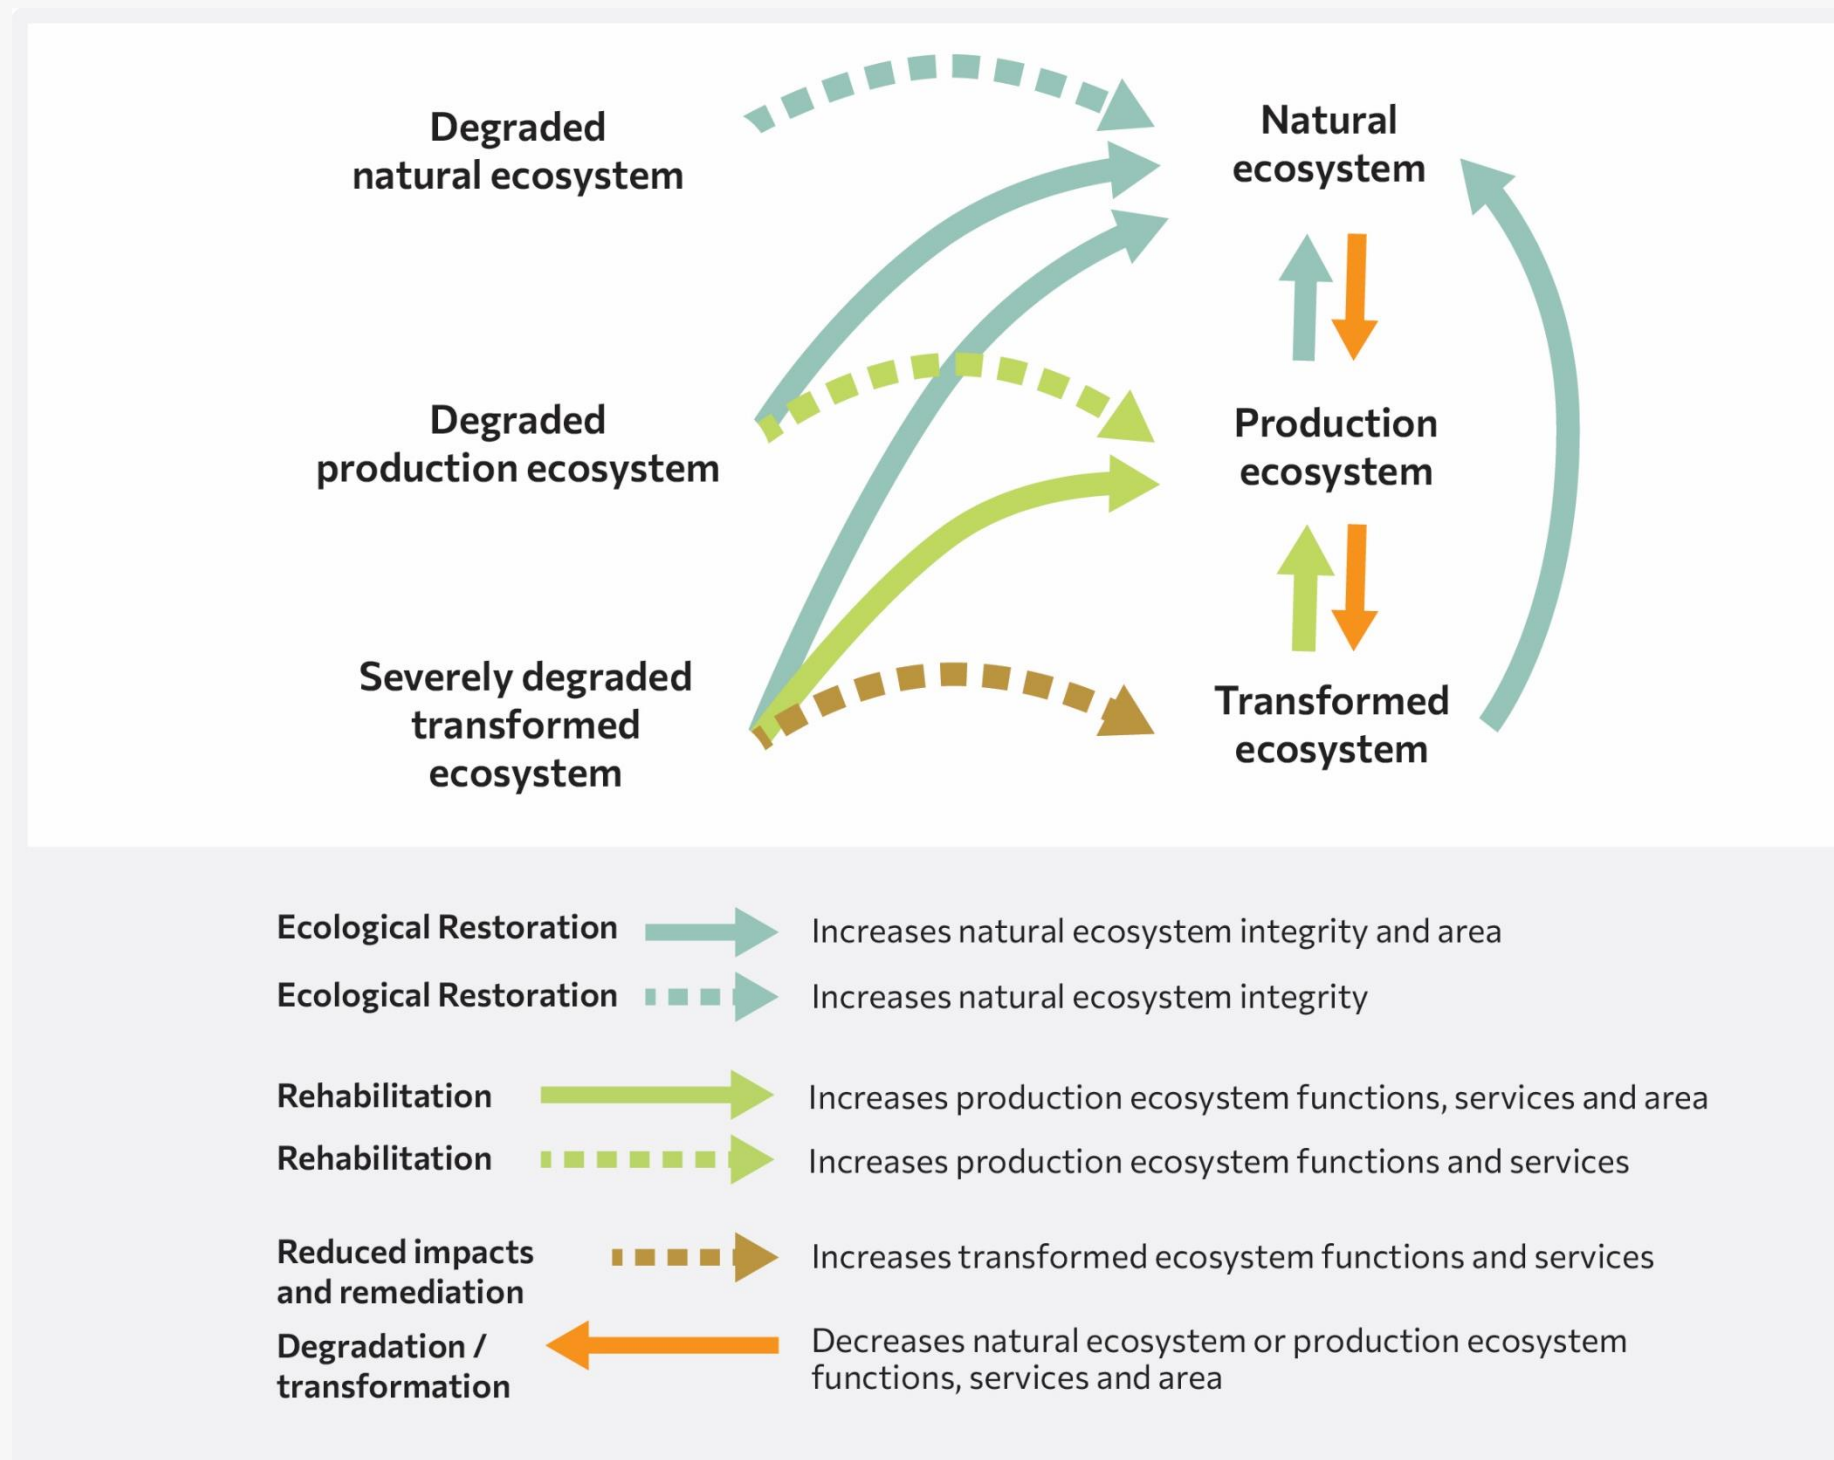 Degraded
natural ecosystem
Natural
ecosystem
Degraded
production ecosystem
Production
ecosystem
Severely degraded
transformed
ecosystem
Transformed
ecosystem
Ecological Restoration
Increases natural ecosystem integrity and area
Ecological Restoration
Increases natural ecosystem integrity
Rehabilitation
Increases production ecosystem functions, services and area
Rehabilitation
Increases production ecosystem functions and services
Reduced impacts
and remediation
Increases transformed ecosystem functions and services
Degradation /
transformation
Decreases natural ecosystem or production ecosystem
functions, services and area